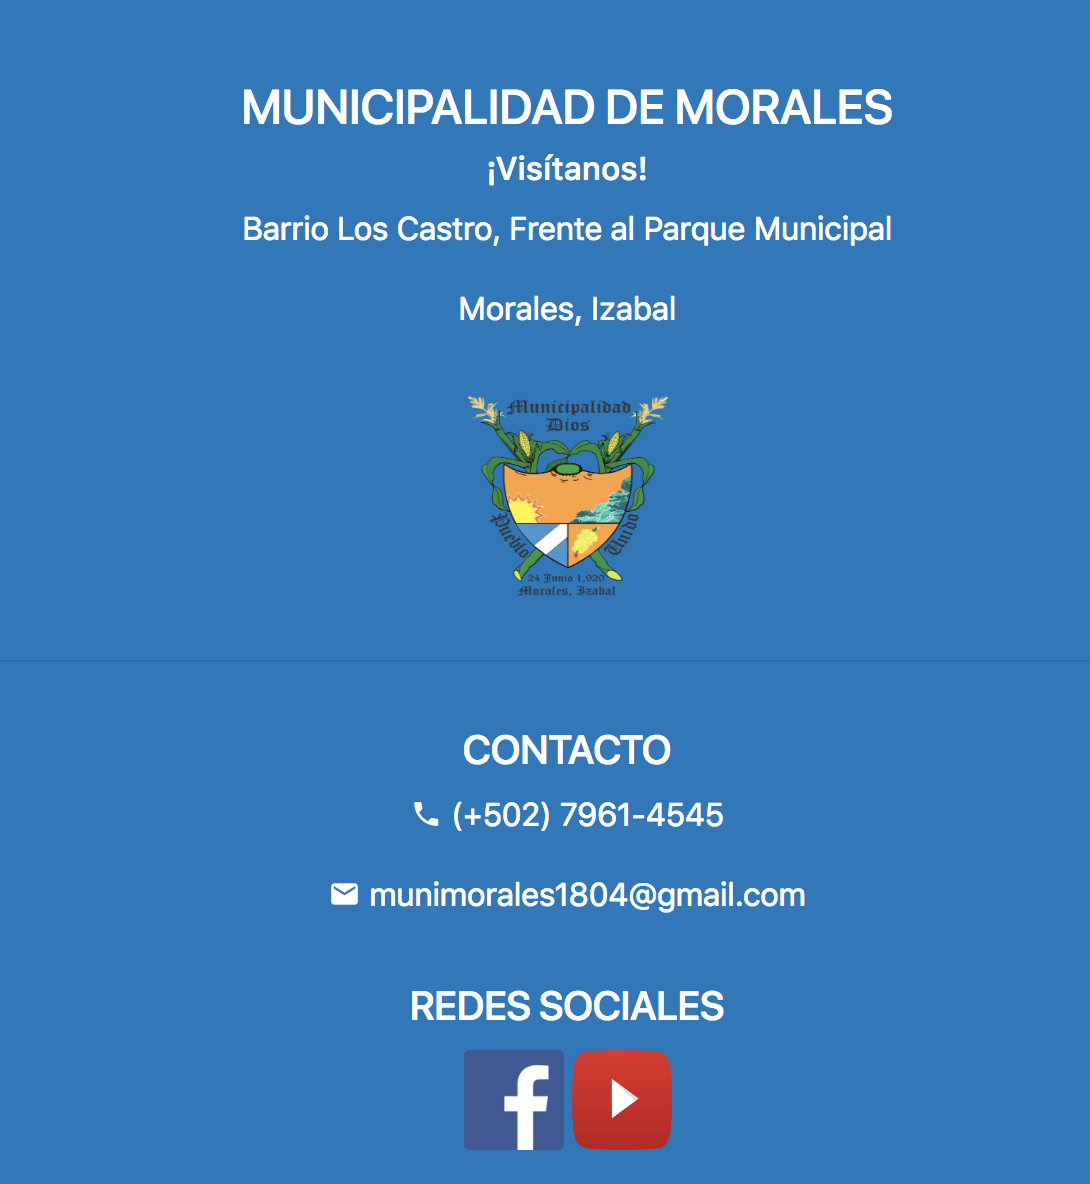 MUNICIPALIDAD DE MORALES
¡Visítanos!
Barrio Los Castro, Frente al Parque Municipal
Morales, Izabal
Municipalidad
Dios
Pueblo
Unido
24 Junio 1,920
Morales, Izabal
CONTACTO
(+502) 7961-4545
munimorales1804@gmail.com
REDES SOCIALES
f